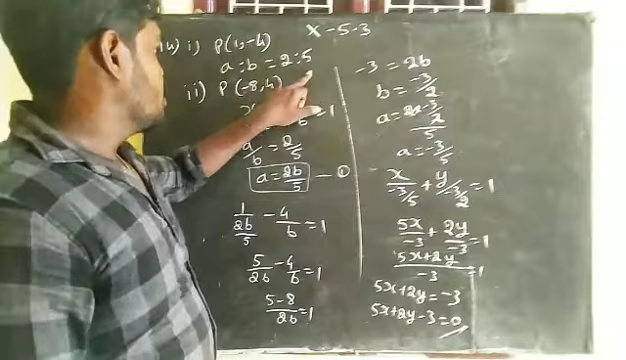 X - 5 - 3
14) i) P(1, -4)
a : b = 2 : 5
ii) P(-8, 4)
b = 1
a/b = 2/5
a = 2b/5 — ①
1/(2b/5) - 4/b = 1
5/2b - 4/b = 1
5-8/2b = 1
-3 = 2b
b = -3/2
a = -3/5
x/(-3/5) + y/(-3/2) = 1
5x/-3 + 2y/-3 = 1
5x+2y/-3 = 1
5x+2y = -3
5x+2y-3 = 0